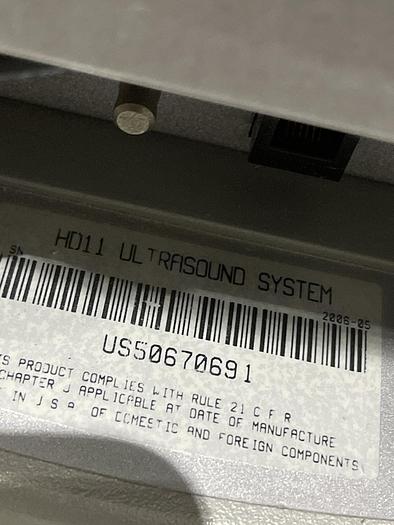 HD11 ULTRASOUND SYSTEM
SN
2006-05
US50670691
IS PRODUCT COMPLIES WITH RULE 21 C F R
CHAPTER J APPLICABLE AT DATE OF MANUFACTURE
IN U S A OF DOMESTIC AND FOREIGN COMPONENTS